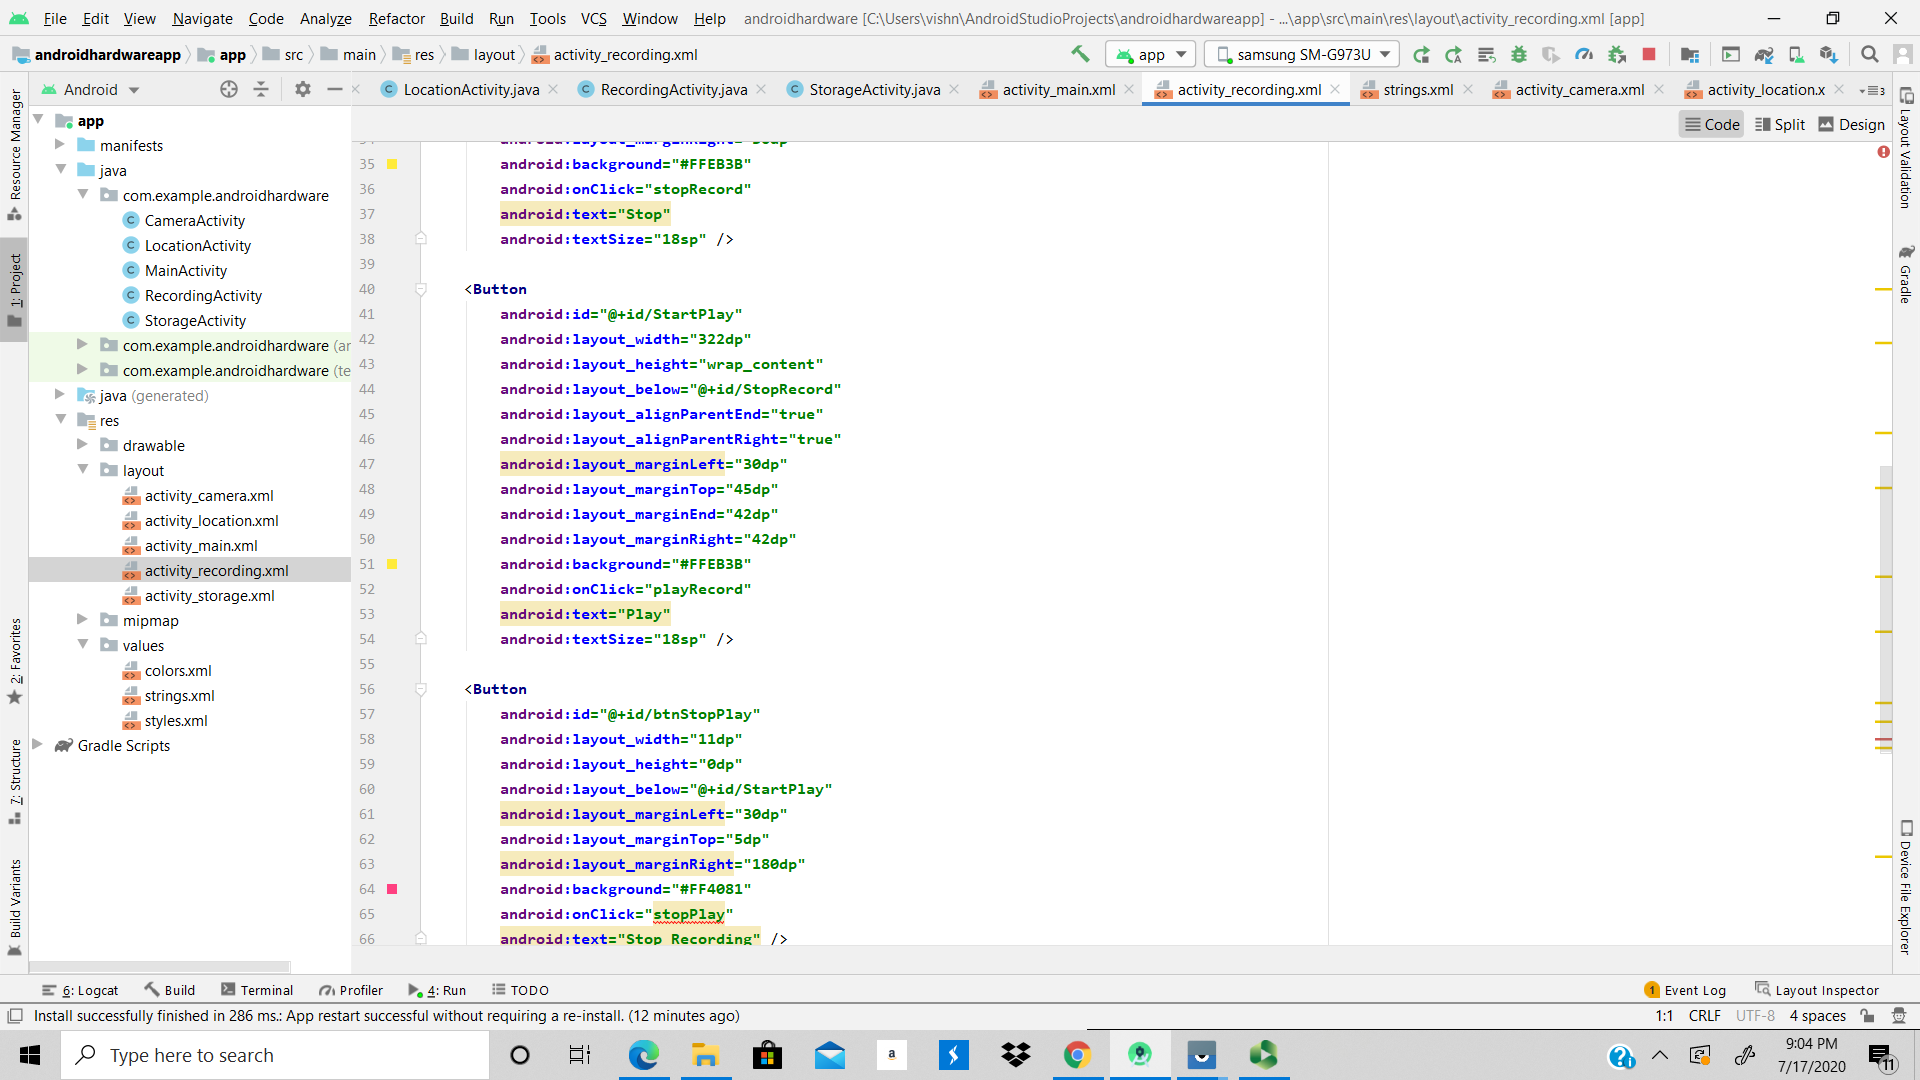 File Edit View Navigate Code Analyze Refactor Build Run Tools VCS Window Help androidhardware [C:\Users\vishn\AndroidStudioProjects\androidhardwareapp] - ...\app\src\main\res\layout\activity_recording.xml [app]
androidhardwareapp app src main res layout activity_recording.xml app samsung SM-G973U
Android LocationActivity.java RecordingActivity.java StorageActivity.java activity_main.xml activity_recording.xml strings.xml activity_camera.xml activity_location.x 3
Code Split Design
Resource Manager
1: Project
2: Favorites
7: Structure
Build Variants
app
manifests
java
com.example.androidhardware
CameraActivity
LocationActivity
MainActivity
RecordingActivity
StorageActivity
com.example.androidhardware (ar
com.example.androidhardware (te
java (generated)
res
drawable
layout
activity_camera.xml
activity_location.xml
activity_main.xml
activity_recording.xml
activity_storage.xml
mipmap
values
colors.xml
strings.xml
styles.xml
Gradle Scripts
35 android:background="#FFEB3B"
36 android:onClick="stopRecord"
37 android:text="Stop"
38 android:textSize="18sp" />
39
40 <Button
41 android:id="@+id/StartPlay"
42 android:layout_width="322dp"
43 android:layout_height="wrap_content"
44 android:layout_below="@+id/StopRecord"
45 android:layout_alignParentEnd="true"
46 android:layout_alignParentRight="true"
47 android:layout_marginLeft="30dp"
48 android:layout_marginTop="45dp"
49 android:layout_marginEnd="42dp"
50 android:layout_marginRight="42dp"
51 android:background="#FFEB3B"
52 android:onClick="playRecord"
53 android:text="Play"
54 android:textSize="18sp" />
55
56 <Button
57 android:id="@+id/btnStopPlay"
58 android:layout_width="11dp"
59 android:layout_height="0dp"
60 android:layout_below="@+id/StartPlay"
61 android:layout_marginLeft="30dp"
62 android:layout_marginTop="5dp"
63 android:layout_marginRight="180dp"
64 android:background="#FF4081"
65 android:onClick="stopPlay"
66 android:text="Stop Recording" />
Layout Validation
Gradle
Device File Explorer
6: Logcat Build Terminal Profiler 4: Run TODO 1 Event Log Layout Inspector
Install successfully finished in 286 ms.: App restart successful without requiring a re-install. (12 minutes ago) 1:1 CRLF UTF-8 4 spaces
Type here to search
a
9:04 PM
7/17/2020
11